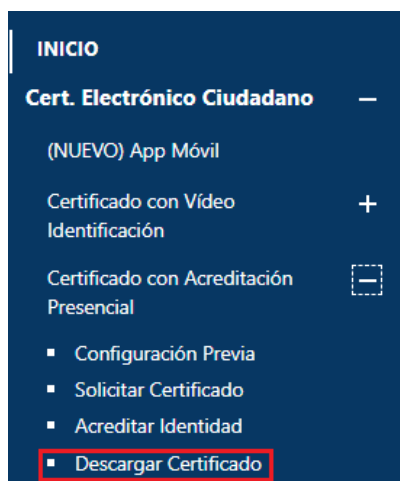 INICIO
Cert. Electrónico Ciudadano −
(NUEVO) App Móvil
Certificado con Vídeo +
Identificación
Certificado con Acreditación −
Presencial
▪ Configuración Previa
▪ Solicitar Certificado
▪ Acreditar Identidad
▪ Descargar Certificado